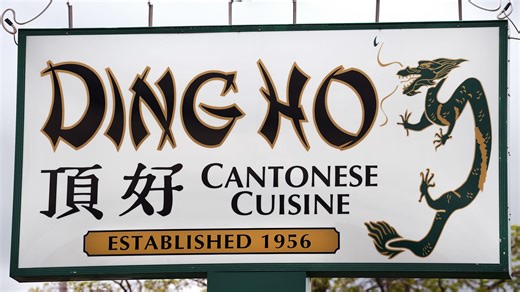 DING HO
頂好 CANTONESE
CUISINE
ESTABLISHED 1956